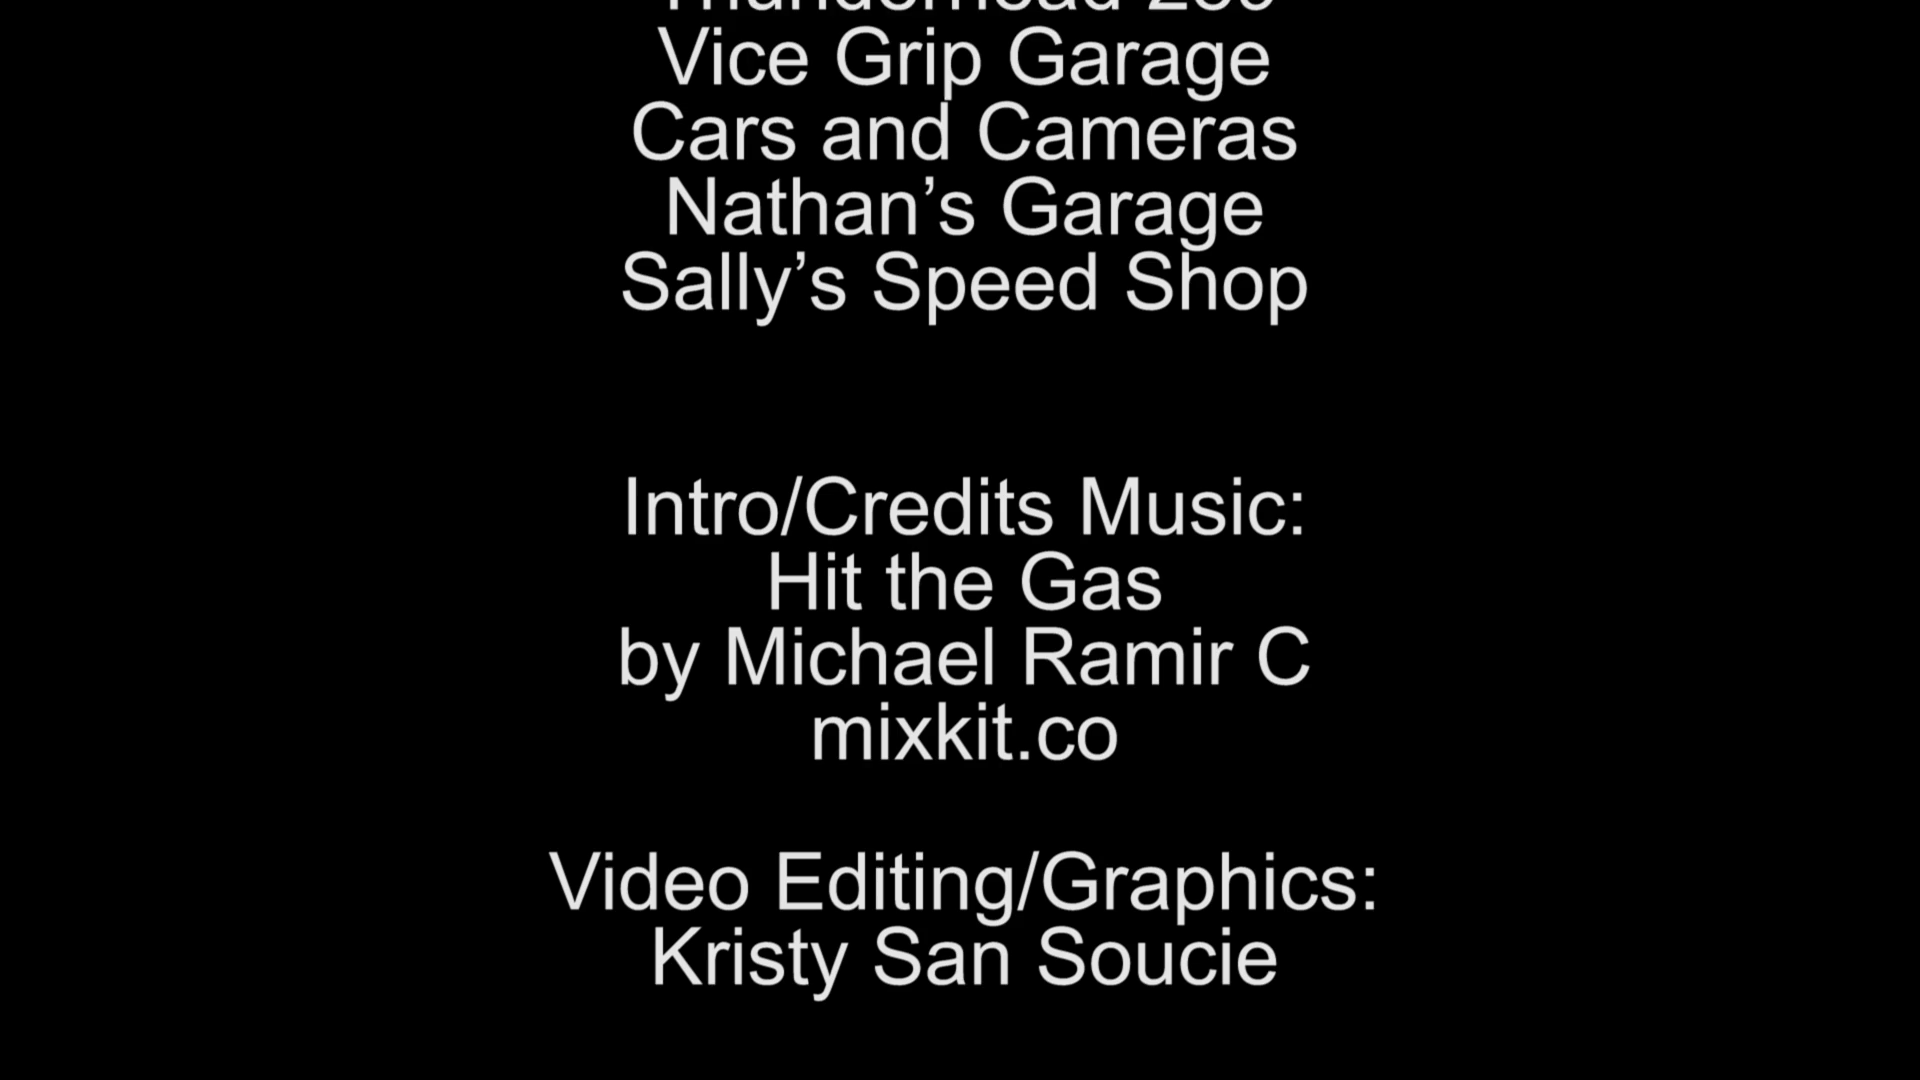 Vice Grip Garage
Cars and Cameras
Nathan’s Garage
Sally’s Speed Shop
Intro/Credits Music:
Hit the Gas
by Michael Ramir C
mixkit.co
Video Editing/Graphics:
Kristy San Soucie